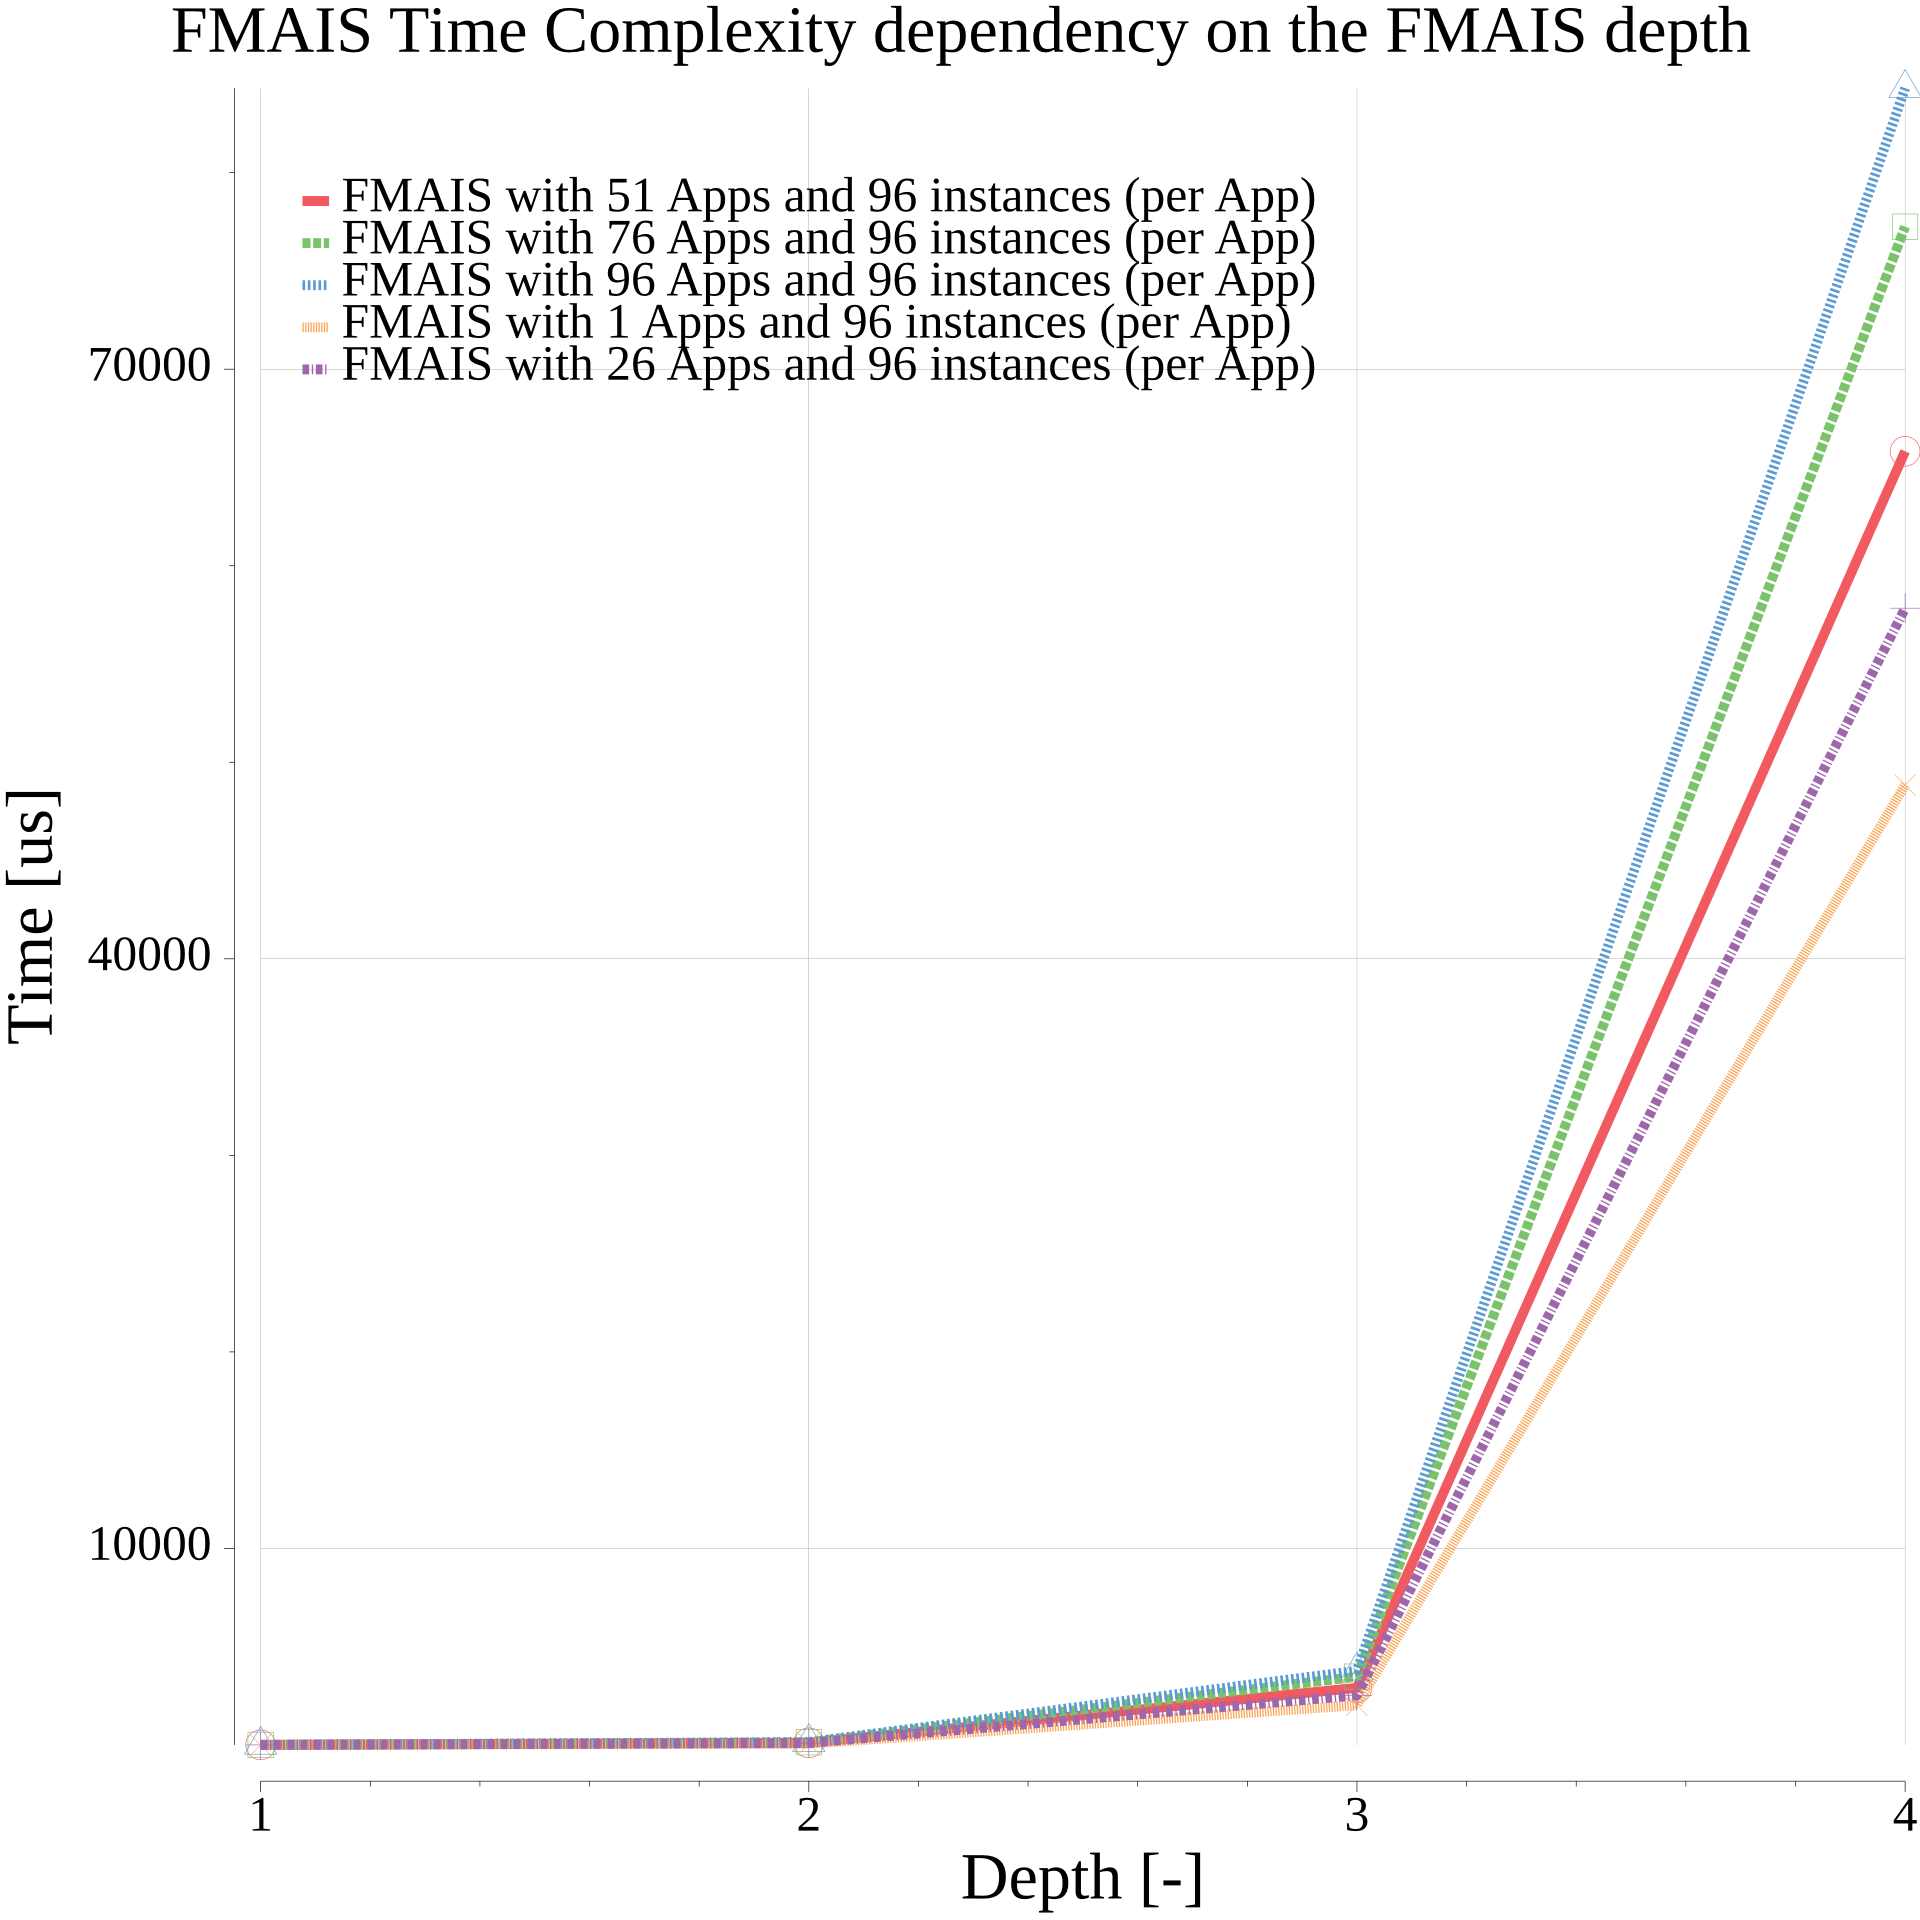 FMAIS Time Complexity dependency on the FMAIS depth
FMAIS with 51 Apps and 96 instances (per App)
FMAIS with 76 Apps and 96 instances (per App)
FMAIS with 96 Apps and 96 instances (per App)
FMAIS with 1 Apps and 96 instances (per App)
FMAIS with 26 Apps and 96 instances (per App)
70000
40000
10000
Time [us]
1
2
3
4
Depth [-]